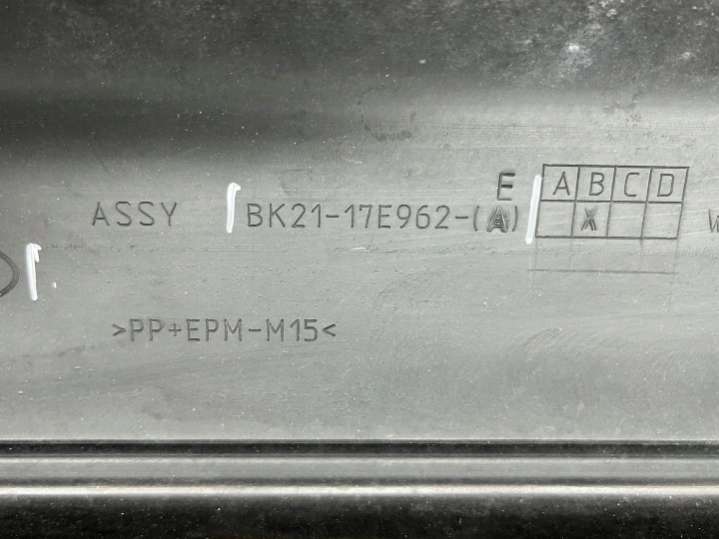 E A B C D
ASSY BK21-17E962-(A) X
>PP+EPM-M15<